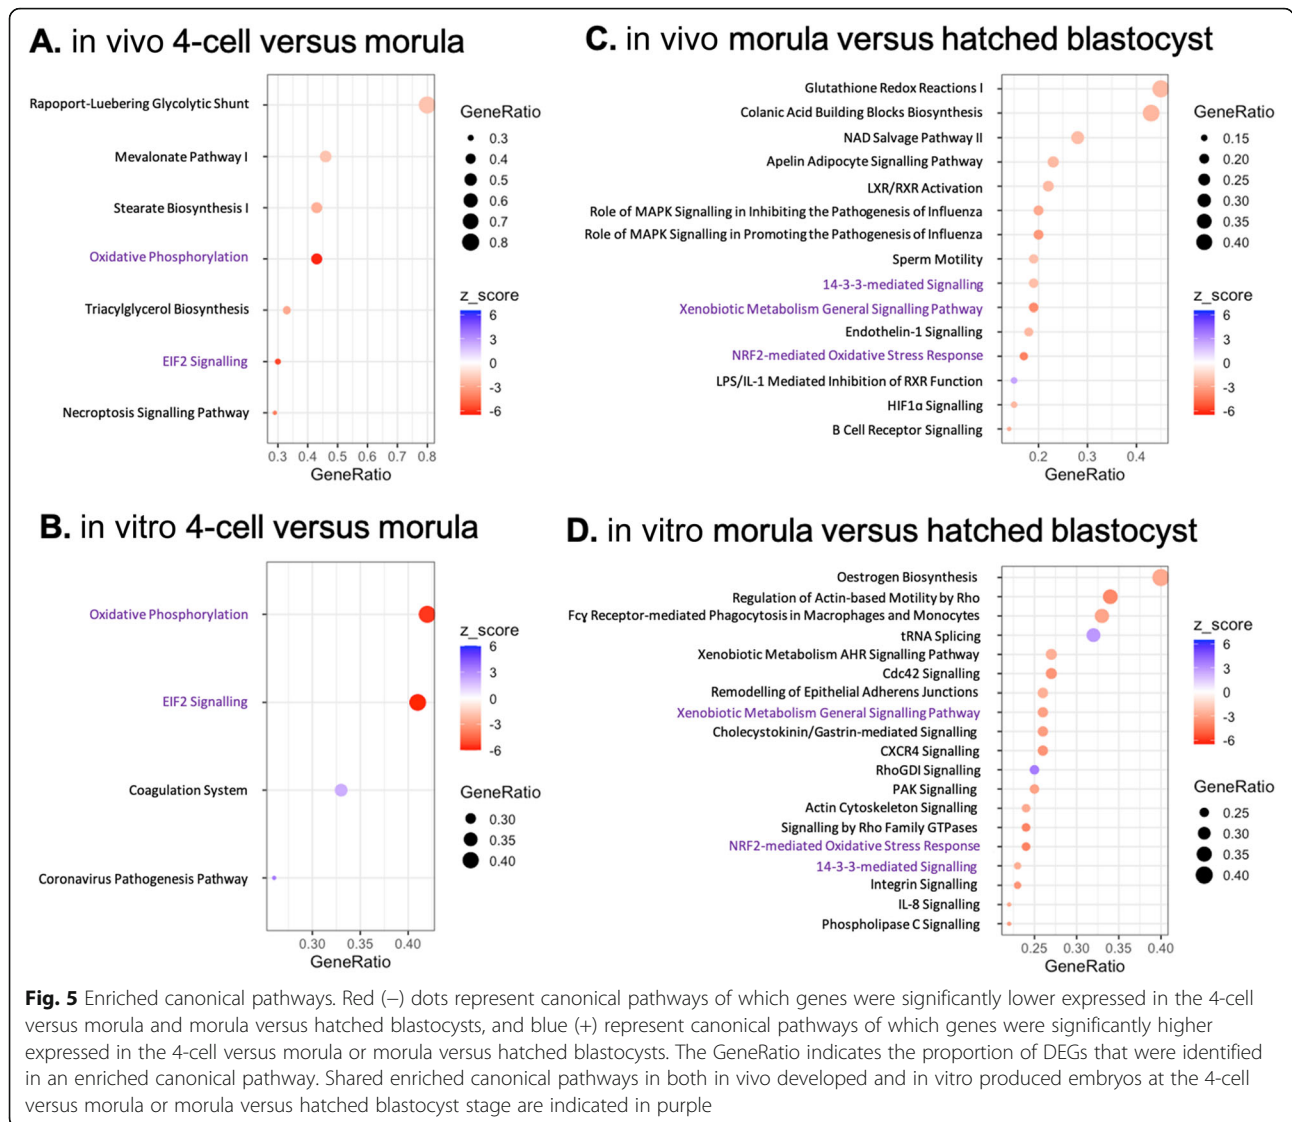 A. in vivo 4-cell versus morula
Rapoport-Luebering Glycolytic Shunt
Mevalonate Pathway I
Stearate Biosynthesis I
Oxidative Phosphorylation
Triacylglycerol Biosynthesis
EIF2 Signalling
Necroptosis Signalling Pathway
0.3 0.4 0.5 0.6 0.7 0.8
GeneRatio
GeneRatio
0.3
0.4
0.5
0.6
0.7
0.8
z_score
6
3
0
-3
-6
C. in vivo morula versus hatched blastocyst
Glutathione Redox Reactions I
Colanic Acid Building Blocks Biosynthesis
NAD Salvage Pathway II
Apelin Adipocyte Signalling Pathway
LXR/RXR Activation
Role of MAPK Signalling in Inhibiting the Pathogenesis of Influenza
Role of MAPK Signalling in Promoting the Pathogenesis of Influenza
Sperm Motility
14-3-3-mediated Signalling
Xenobiotic Metabolism General Signalling Pathway
Endothelin-1 Signalling
NRF2-mediated Oxidative Stress Response
LPS/IL-1 Mediated Inhibition of RXR Function
HIF1α Signalling
B Cell Receptor Signalling
0.2 0.3 0.4
GeneRatio
GeneRatio
0.15
0.20
0.25
0.30
0.35
0.40
z_score
6
3
0
-3
-6
B. in vitro 4-cell versus morula
Oxidative Phosphorylation
EIF2 Signalling
Coagulation System
Coronavirus Pathogenesis Pathway
0.30 0.35 0.40
GeneRatio
z_score
6
3
0
-3
-6
GeneRatio
0.30
0.35
0.40
D. in vitro morula versus hatched blastocyst
Oestrogen Biosynthesis
Regulation of Actin-based Motility by Rho
Fcγ Receptor-mediated Phagocytosis in Macrophages and Monocytes
tRNA Splicing
Xenobiotic Metabolism AHR Signalling Pathway
Cdc42 Signalling
Remodelling of Epithelial Adherens Junctions
Xenobiotic Metabolism General Signalling Pathway
Cholecystokinin/Gastrin-mediated Signalling
CXCR4 Signalling
RhoGDI Signalling
PAK Signalling
Actin Cytoskeleton Signalling
Signalling by Rho Family GTPases
NRF2-mediated Oxidative Stress Response
14-3-3-mediated Signalling
Integrin Signalling
IL-8 Signalling
Phospholipase C Signalling
0.25 0.30 0.35 0.40
GeneRatio
z_score
6
3
0
-3
-6
GeneRatio
0.25
0.30
0.35
0.40
Fig. 5 Enriched canonical pathways. Red (−) dots represent canonical pathways of which genes were significantly lower expressed in the 4-cell
versus morula and morula versus hatched blastocysts, and blue (+) represent canonical pathways of which genes were significantly higher
expressed in the 4-cell versus morula or morula versus hatched blastocysts. The GeneRatio indicates the proportion of DEGs that were identified
in an enriched canonical pathway. Shared enriched canonical pathways in both in vivo developed and in vitro produced embryos at the 4-cell
versus morula or morula versus hatched blastocyst stage are indicated in purple